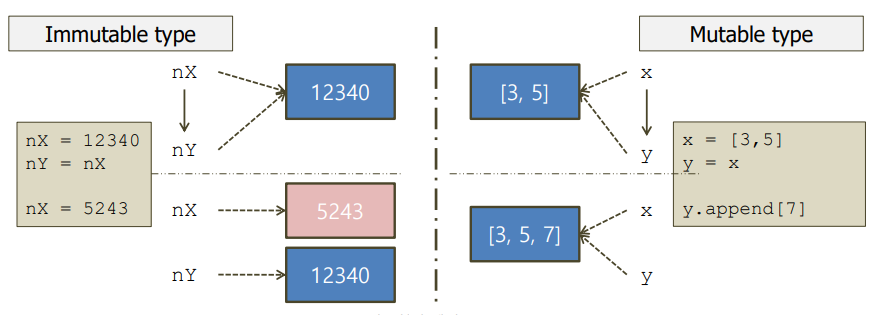 Immutable type
nX
nY
12340
nX = 12340
nY = nX
nX = 5243
nX
5243
nY
12340
Mutable type
[3, 5]
x
y
x = [3,5]
y = x
y.append[7]
[3, 5, 7]
x
y